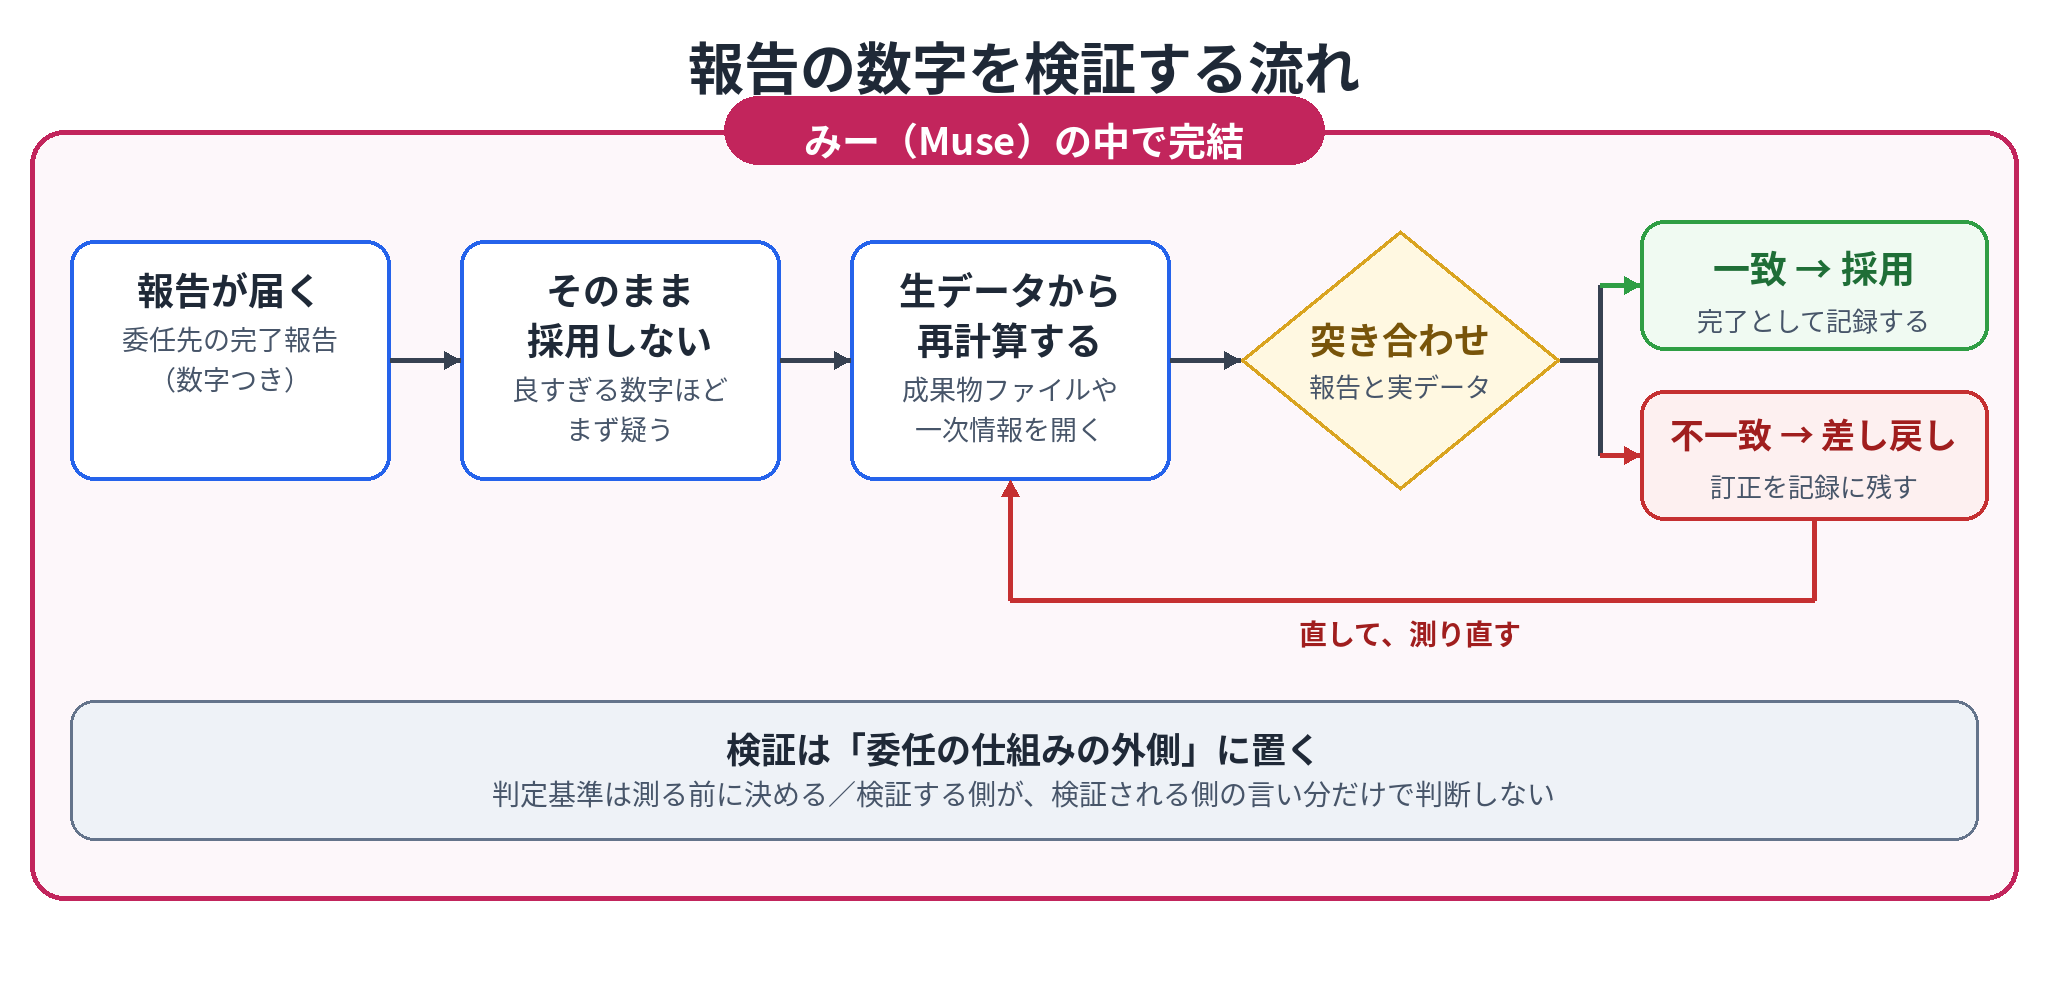 報告の数字を検証する流れ
みー（Muse）の中で完結
報告が届く
委任先の完了報告
（数字つき）
そのまま
採用しない
良すぎる数字ほど
まず疑う
生データから
再計算する
成果物ファイルや
一次情報を開く
突き合わせ
報告と実データ
一致 → 採用
完了として記録する
不一致 → 差し戻し
訂正を記録に残す
直して、測り直す
検証は「委任の仕組みの外側」に置く
判定基準は測る前に決める／検証する側が、検証される側の言い分だけで判断しない